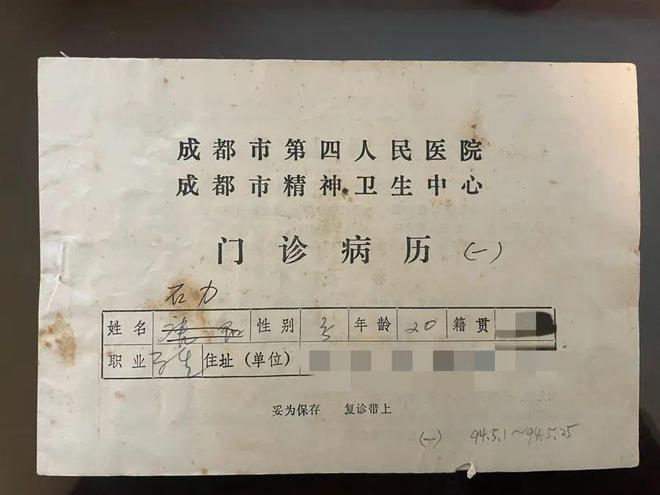 成都市第四人民医院
成都市精神卫生中心
门诊病历 (一)
石力
姓名 性别 年龄 20 籍贯
职业 学生 住址(单位)
妥为保存 复诊带上
(一) 94.5.1~94.5.25